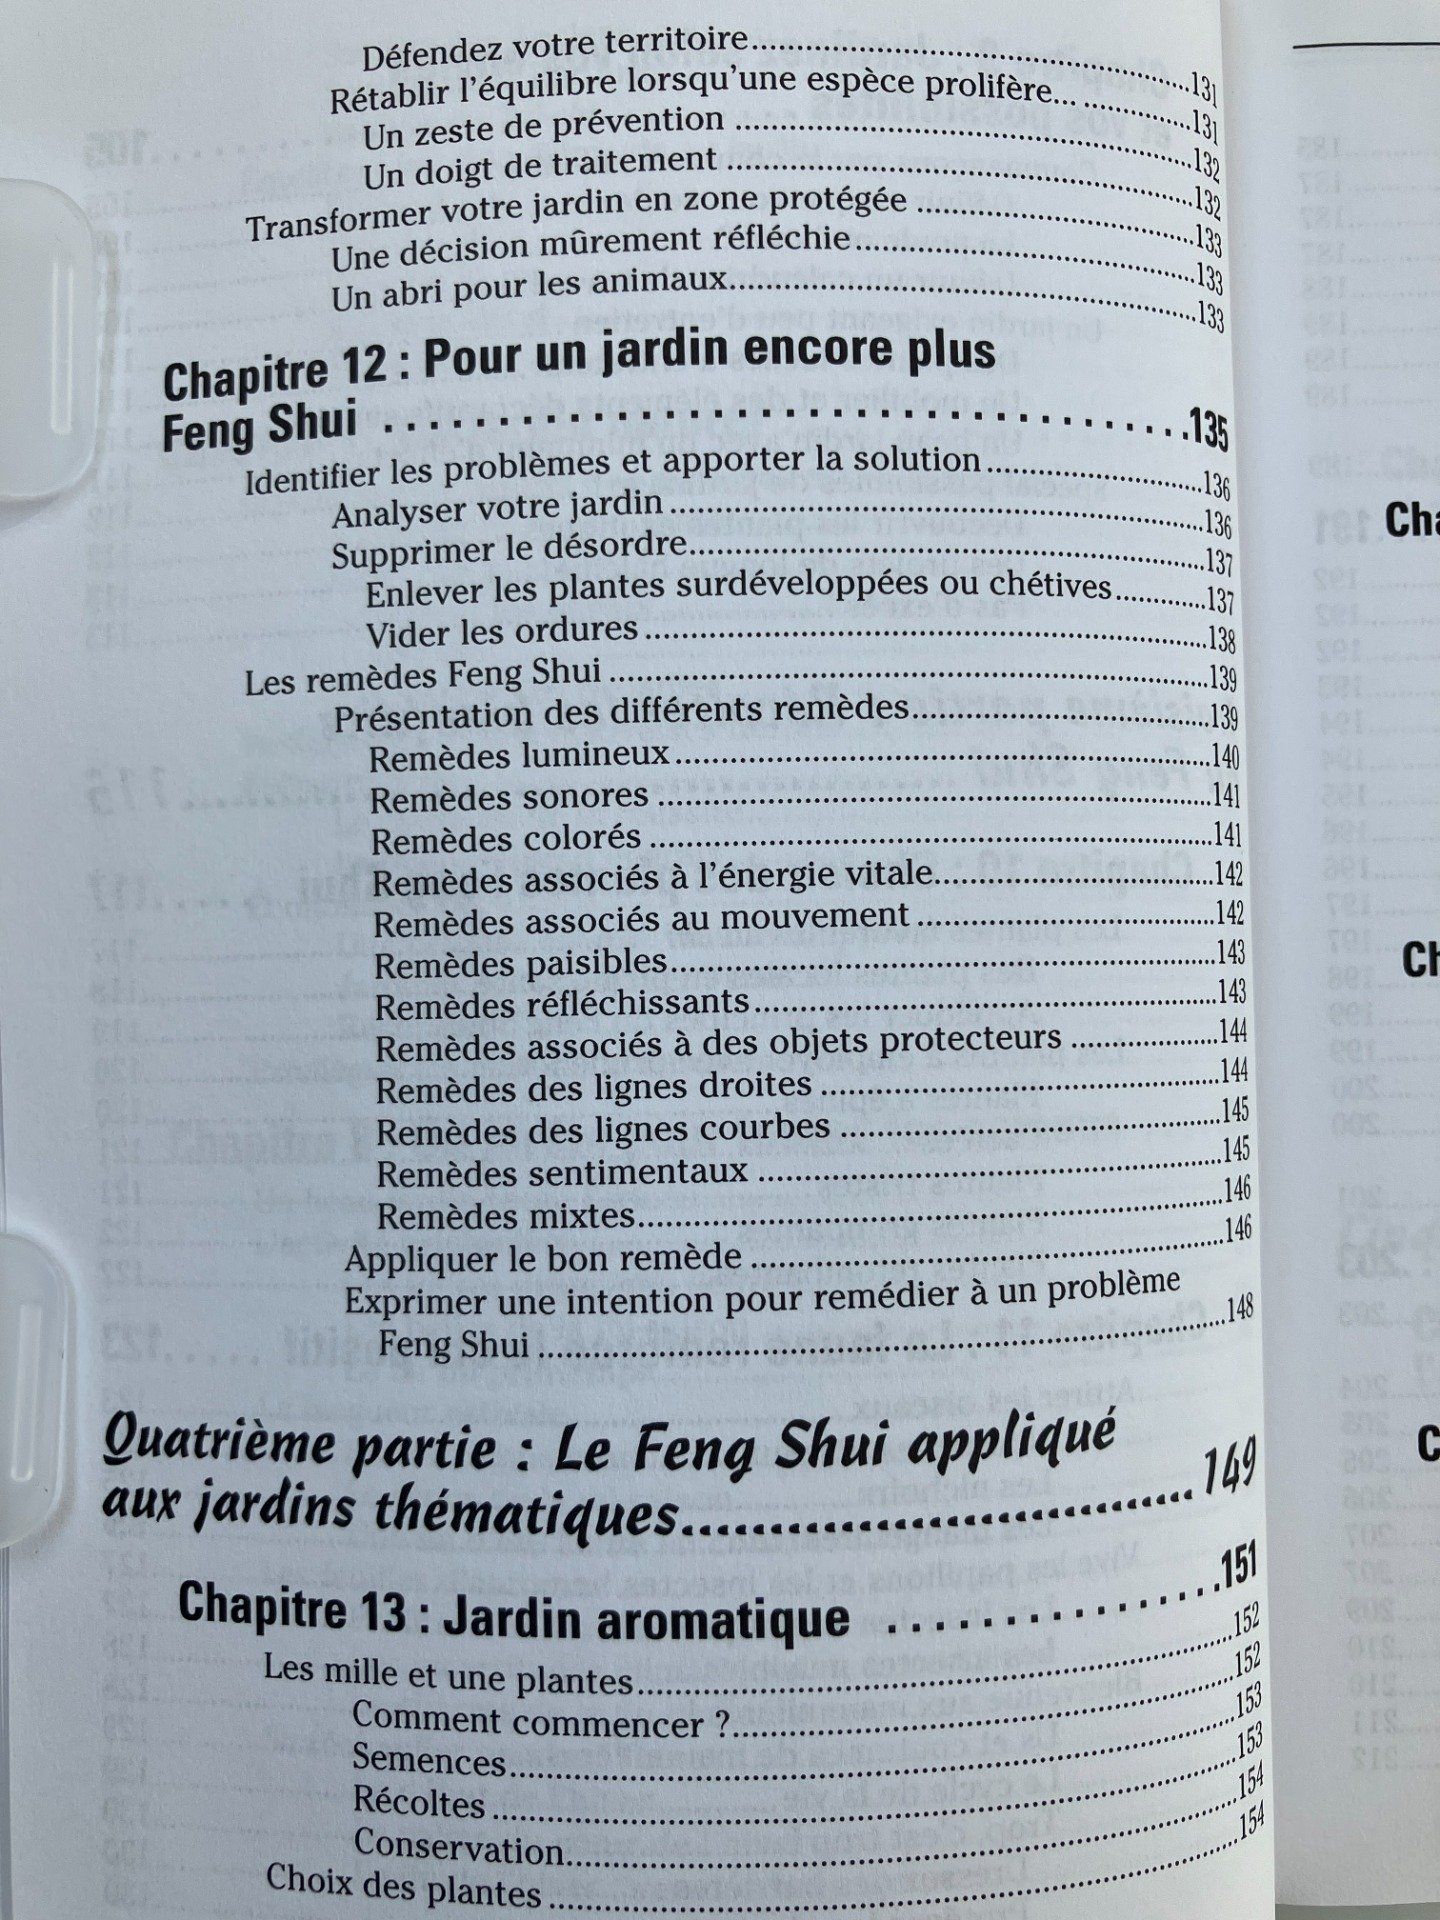 Défendez votre territoire....................131
Rétablir l'équilibre lorsqu'une espèce prolifère... ..........131
Un zeste de prévention ....................132
Un doigt de traitement ....................132
Transformer votre jardin en zone protégée ....................133
Une décision mûrement réfléchie....................133
Un abri pour les animaux....................133
Chapitre 12 : Pour un jardin encore plus
Feng Shui ....................135
Identifier les problèmes et apporter la solution....................136
Analyser votre jardin ....................136
Supprimer le désordre....................137
Enlever les plantes surdéveloppées ou chétives............137
Vider les ordures....................138
Les remèdes Feng Shui ....................139
Présentation des différents remèdes....................139
Remèdes lumineux....................140
Remèdes sonores ....................141
Remèdes colorés ....................141
Remèdes associés à l'énergie vitale....................142
Remèdes associés au mouvement ....................142
Remèdes paisibles....................143
Remèdes réfléchissants....................143
Remèdes associés à des objets protecteurs ..............144
Remèdes des lignes droites ....................144
Remèdes des lignes courbes ....................145
Remèdes sentimentaux ....................145
Remèdes mixtes....................146
Appliquer le bon remède ....................146
Exprimer une intention pour remédier à un problème
Feng Shui ....................148
Quatrième partie : Le Feng Shui appliqué
aux jardins thématiques....................149
Chapitre 13 : Jardin aromatique ....................151
Les mille et une plantes....................152
Comment commencer ?....................152
Semences....................153
Récoltes ....................153
Conservation....................154
Choix des plantes ....................154